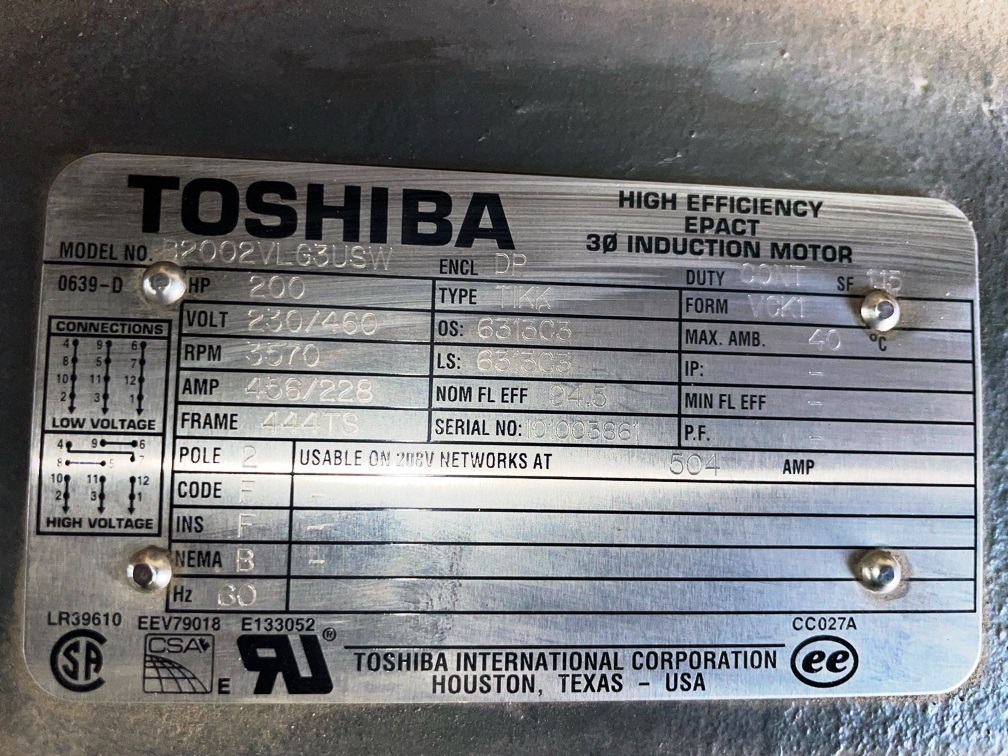 TOSHIBA
HIGH EFFICIENCY
EPACT
3Ø INDUCTION MOTOR
MODEL NO. B2002VLG3USW
ENCL DP
DUTY CONT SF 1.15
0639-D
HP 200
TYPE TIKK
FORM VGK1
VOLT 230/460
OS: 6313C3
MAX. AMB. 40 °C
RPM 3570
LS: 6313C3
IP: -
AMP 456/228
NOM FL EFF 94.5
MIN FL EFF -
FRAME 444TS
SERIAL NO:
P.F. -
POLE 2
USABLE ON 208V NETWORKS AT 504 AMP
CODE F -
INS F -
NEMA B -
Hz 60
CONNECTIONS
4 9 6
8 5 7
10 11 12
2 3 1
LOW VOLTAGE
4 9 6
8 5 7
10 11 12
2 3 1
HIGH VOLTAGE
LR39610 EEV79018 E133052 CC027A
SA CSA E RU ® ee
TOSHIBA INTERNATIONAL CORPORATION
HOUSTON, TEXAS - USA